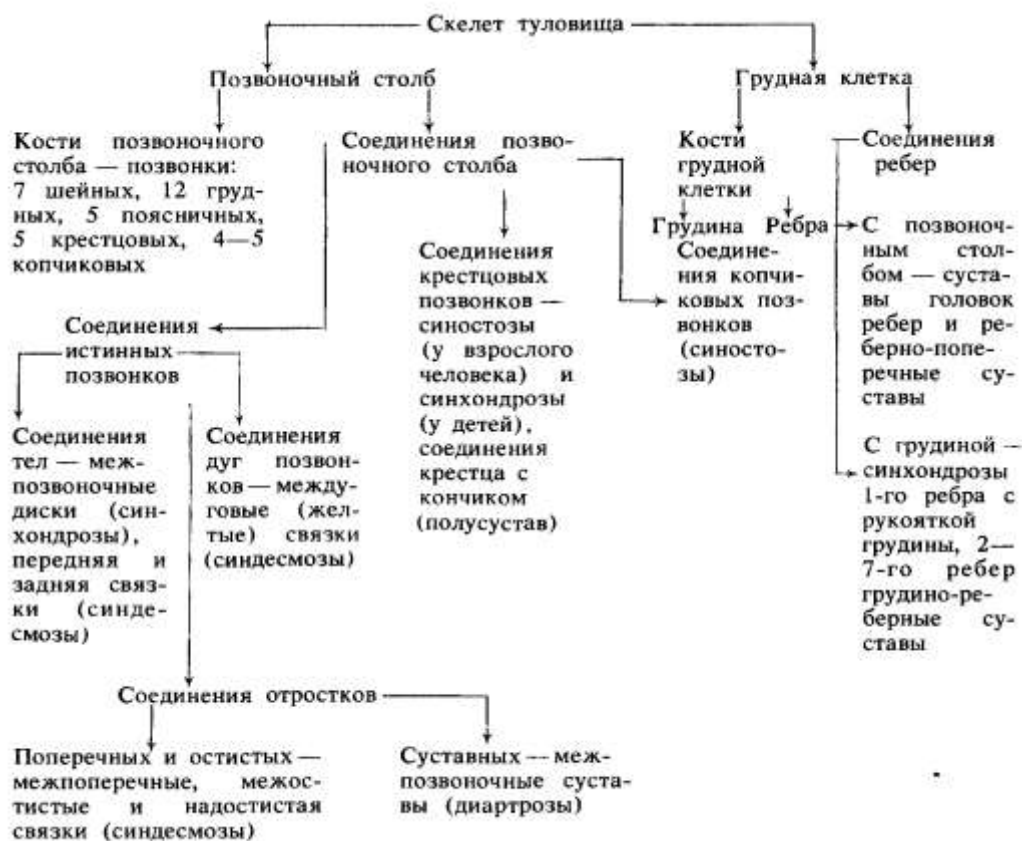 Скелет туловища
Позвоночный столб
Грудная клетка
Кости позвоночного
столба — позвонки:
7 шейных, 12 груд-
ных, 5 поясничных,
5 крестцовых, 4—5
копчиковых
Соединения позво-
ночного столба
Кости
грудной
клетки
Соединения
ребер
Грудина Ребра
Соединения
крестцовых
позвонков —
синостозы
(у взрослого
человека) и
синхондрозы
(у детей),
соединения
крестца с
кончиком
(полусустав)
Соедине-
ния копчи-
ковых поз-
вонков
(синосто-
зы)
С позвоноч-
ным стол-
бом — суста-
вы головок
ребер и ре-
берно-попе-
речные су-
ставы
Соединения
истинных
позвонков
Соединения
тел — меж-
позвоночные
диски (син-
хондрозы),
передняя и
задняя связ-
ки (синде-
смозы)
Соединения
дуг позвон-
ков — между-
говые (жел-
тые) связки
(синдесмозы)
С грудиной —
синхондрозы
1-го ребра с
рукояткой
грудины, 2—
7-го ребер
грудино-ре-
берные су-
ставы
Соединения отростков
Поперечных и остистых —
межпоперечные, межос-
тистые и надостистая
связки (синдесмозы)
Суставных — меж-
позвоночные суста-
вы (диартрозы)